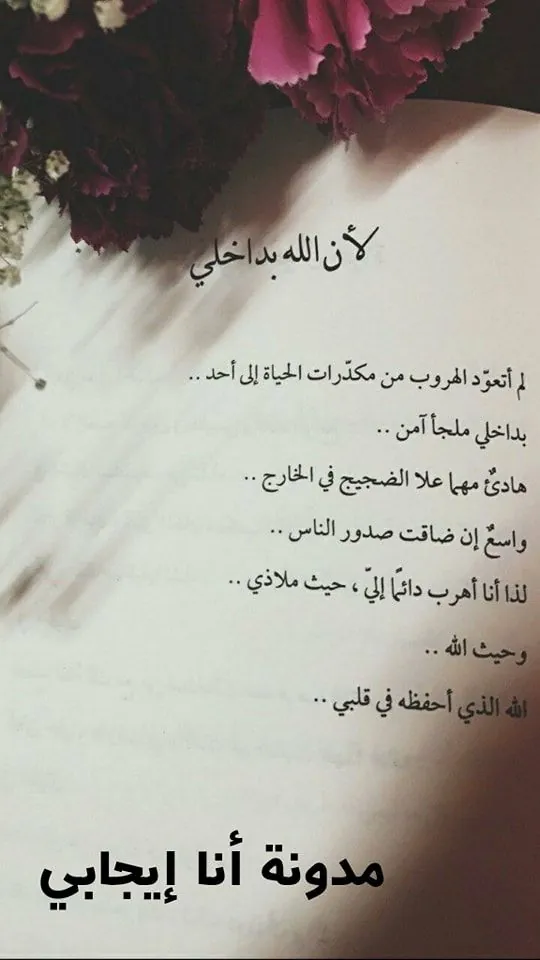 لأن الله بداخلي
لم أتعوّد الهروب من مكدّرات الحياة إلى أحد ..
بداخلي ملجأ آمن ..
هادئٌ مهما علا الضجيج في الخارج ..
واسعٌ إن ضاقت صدور الناس ..
لذا أنا أهرب دائمًا إليّ ، حيث ملاذي ..
وحيث الله ..
الله الذي أحفظه في قلبي ..
مدونة أنا إيجابي